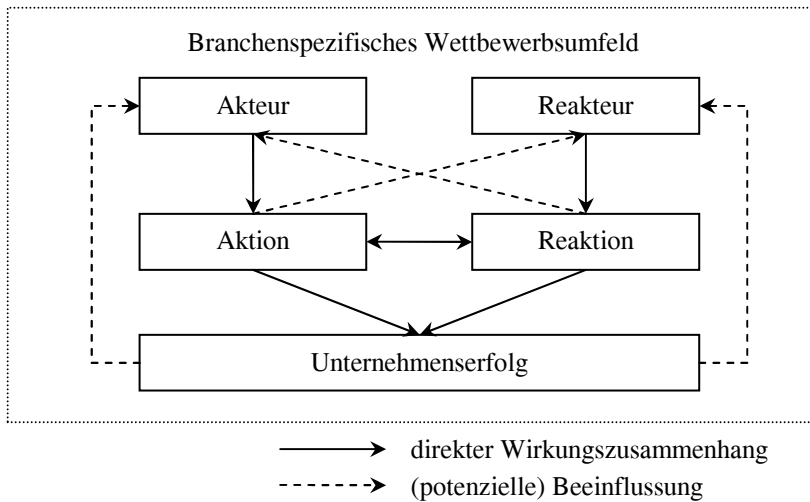 Branchenspezifisches Wettbewerbsumfeld
Akteur
Reakteur
Aktion
Reaktion
Unternehmenserfolg
direkter Wirkungszusammenhang
(potenzielle) Beeinflussung